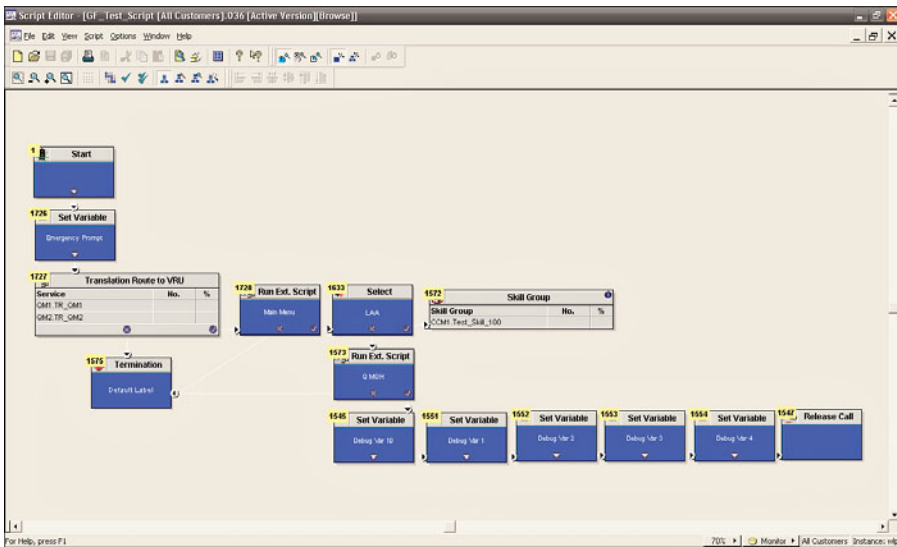 Script Editor - [GF_Test_Script (All Customers).036 [Active Version][Browse]]
File Edit View Script Options Window Help
1 Start
1726 Set Variable
Emergency Prompt
1727 Translation Route to VRU
Service No. %
QM1.TR_QM1
QM2.TR_QM2
1728 Run Ext. Script
Main Menu
1633 Select
LAA
1572 Skill Group
Skill Group No. %
CCM1.Test_Skill_100
1575 Termination
Default Label
1573 Run Ext. Script
Q MOH
1545 Set Variable
Debug Var 10
1551 Set Variable
Debug Var 1
1552 Set Variable
Debug Var 2
1553 Set Variable
Debug Var 3
1554 Set Variable
Debug Var 4
1547 Release Call
For Help, press F1
70% Monitor All Customers Instance: